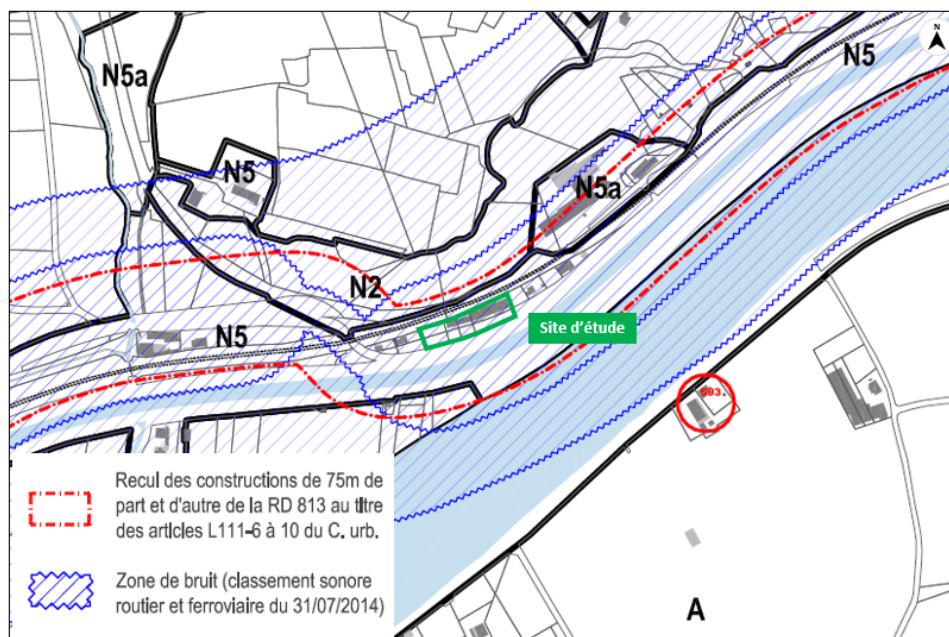 N
N5a
N5
N5
N5a
N2
N5
Site d'étude
603.
A
Recul des constructions de 75m de
part et d'autre de la RD 813 au titre
des articles L111-6 à 10 du C. urb.
Zone de bruit (classement sonore
routier et ferroviaire du 31/07/2014)